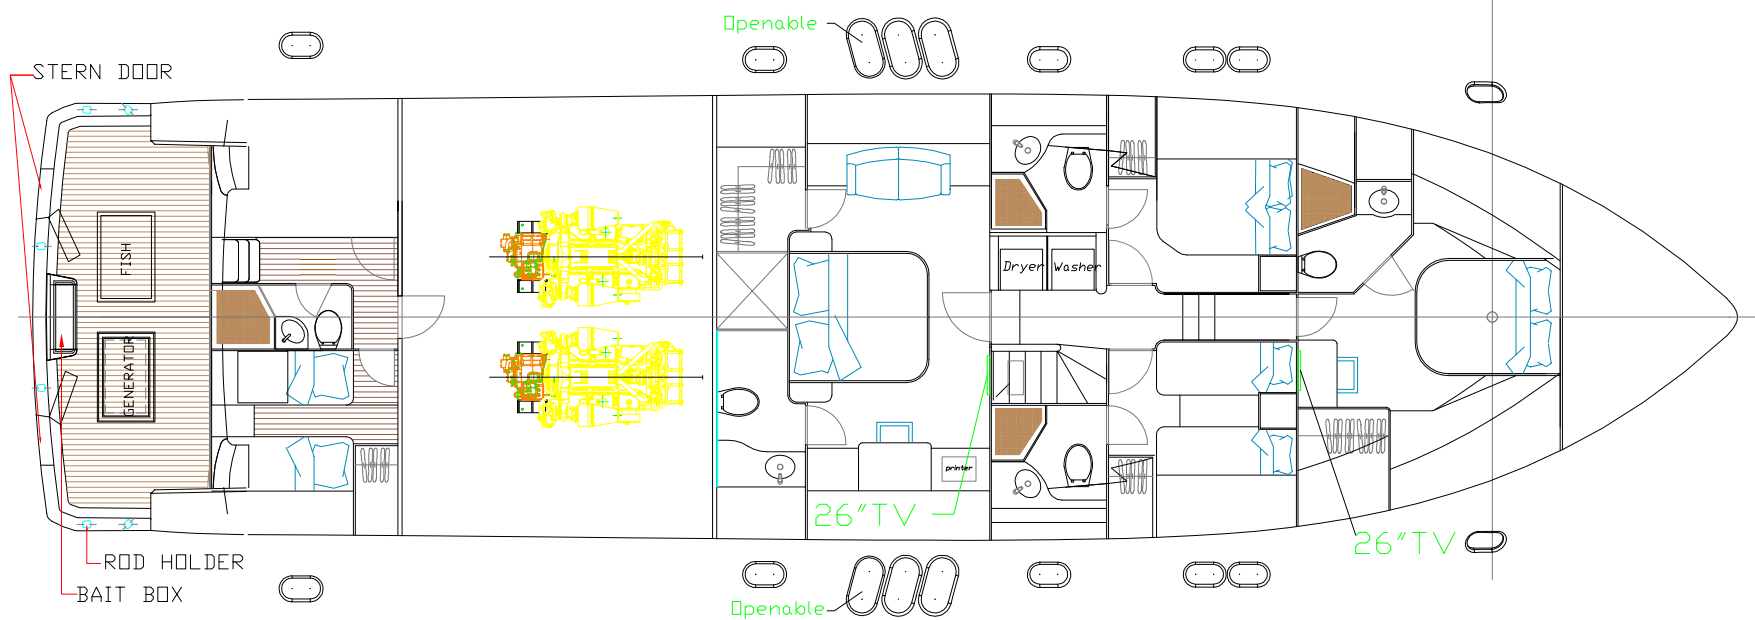 Openable
STERN DOOR
FISH
Dryer
Washer
GENERATOR
printer
26"TV
26"TV
ROD HOLDER
BAIT BOX
Openable